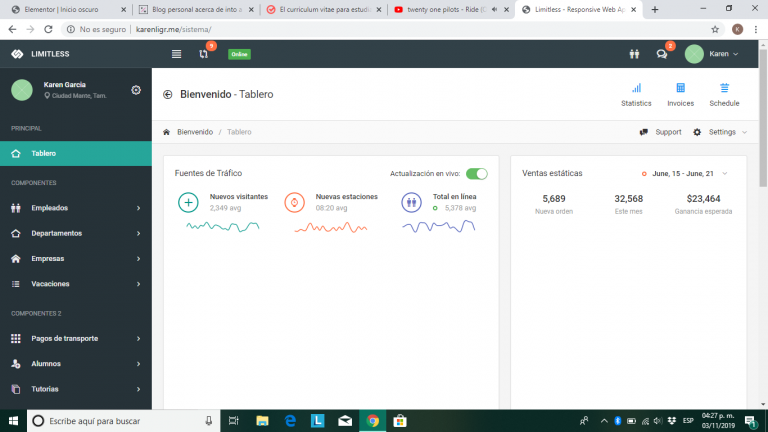 Elementor | Inicio oscuro
Blog personal acerca de into a
El curriculum vitae para estudia
twenty one pilots - Ride (
Limitless - Responsive Web Ap
No es seguro | karenligr.me/sistema/
K
LIMITLESS
9
Online
2
Karen
Karen Garcia
Ciudad Mante, Tam.
PRINCIPAL
Tablero
COMPONENTES
Empleados
Departamentos
Empresas
Vacaciones
COMPONENTES 2
Pagos de transporte
Alumnos
Tutorias
Bienvenido - Tablero
Statistics
Invoices
Schedule
Bienvenido / Tablero
Support
Settings
Fuentes de Tráfico
Actualización en vivo:
Nuevos visitantes
2,349 avg
Nuevas estaciones
08:20 avg
Total en línea
5,378 avg
Ventas estáticas
June, 15 - June, 21
5,689
Nueva orden
32,568
Este mes
$23,464
Ganancia esperada
Escribe aquí para buscar
L
ESP
04:27 p. m.
03/11/2019